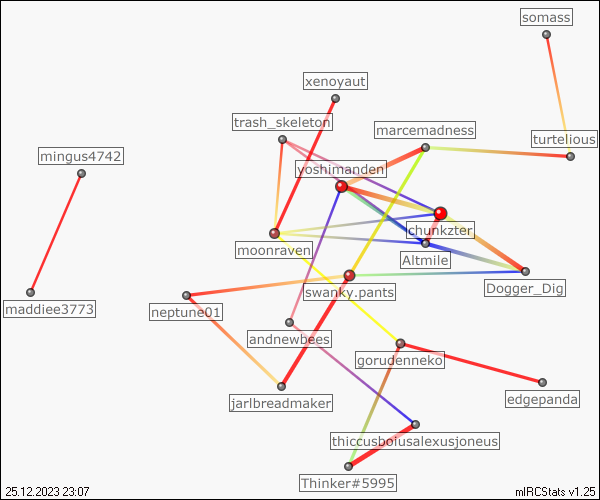 somass
xenoyaut
trash_skeleton
marcemadness
turtelious
mingus4742
yoshimanden
chunkzter
moonraven
Altmile
Dogger_Dig
swanky.pants
maddiee3773
neptune01
andnewbees
gorudenneko
jarlbreadmaker
edgepanda
thiccusboiusalexusjoneus
Thinker#5995
25.12.2023 23:07
mIRCStats v1.25